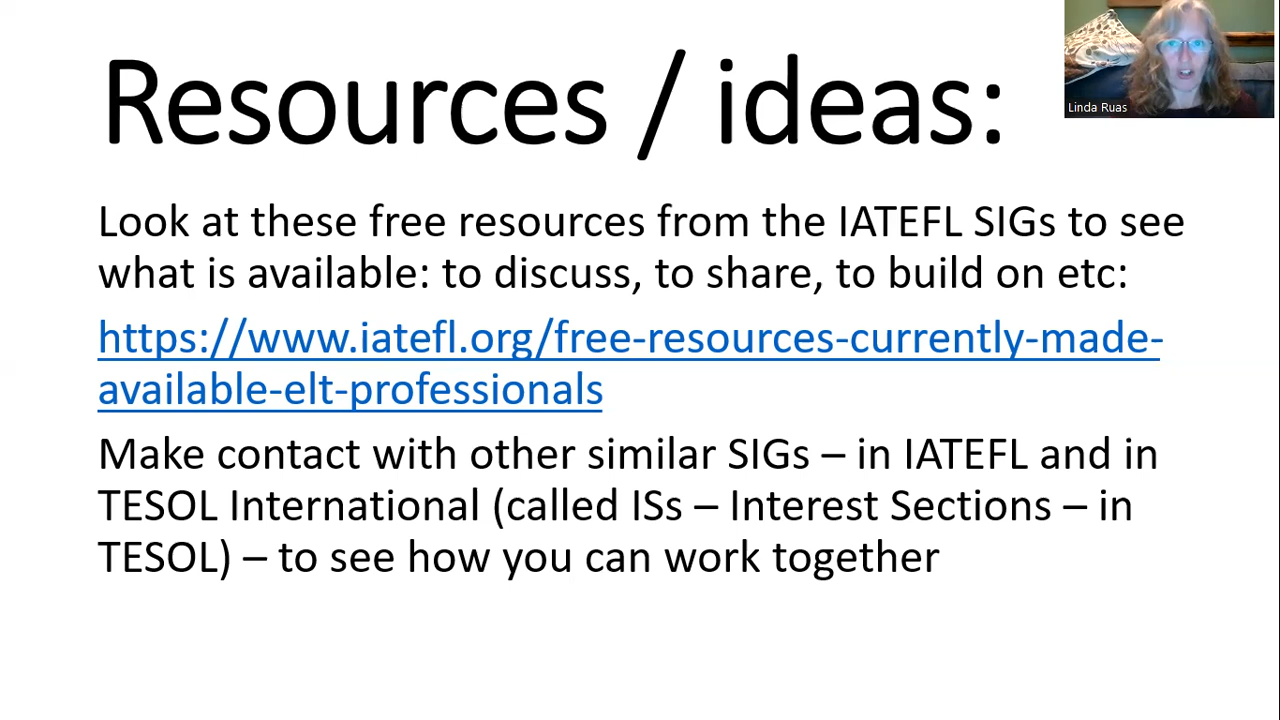 Resources / ideas:
Linda Ruas
Look at these free resources from the IATEFL SIGs to see
what is available: to discuss, to share, to build on etc:
https://www.iatefl.org/free-resources-currently-made-
available-elt-professionals
Make contact with other similar SIGs – in IATEFL and in
TESOL International (called ISs – Interest Sections – in
TESOL) – to see how you can work together